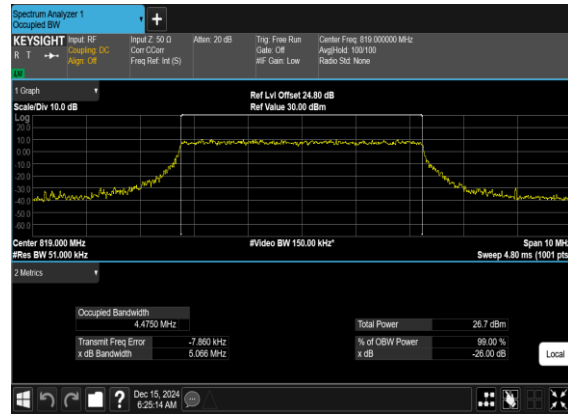 Spectrum Analyzer 1
Occupied BW
+
KEYSIGHT Input: RF Input Z: 50 Ω Atten: 20 dB Trig: Free Run Center Freq: 819.000000 MHz
R T Coupling: DC Corr CCorr Gate: Off Avg|Hold: 100/100
Align: Off Freq Ref: Int (S) #IF Gain: Low Radio Std: None
1 Graph
Ref Lvl Offset 24.80 dB
Scale/Div 10.0 dB Ref Value 30.00 dBm
Log
20.0
10.0
0.00
-10.0
-20.0
-30.0
-40.0
-50.0
-60.0
Center 819.000 MHz #Video BW 150.00 kHz* Span 10 MHz
#Res BW 51.000 kHz Sweep 4.80 ms (1001 pts
2 Metrics
Occupied Bandwidth
4.4750 MHz Total Power 26.7 dBm
Transmit Freq Error -7.860 kHz % of OBW Power 99.00 %
x dB Bandwidth 5.066 MHz x dB -26.00 dB
Local
? Dec 15, 2024
6:25:14 AM